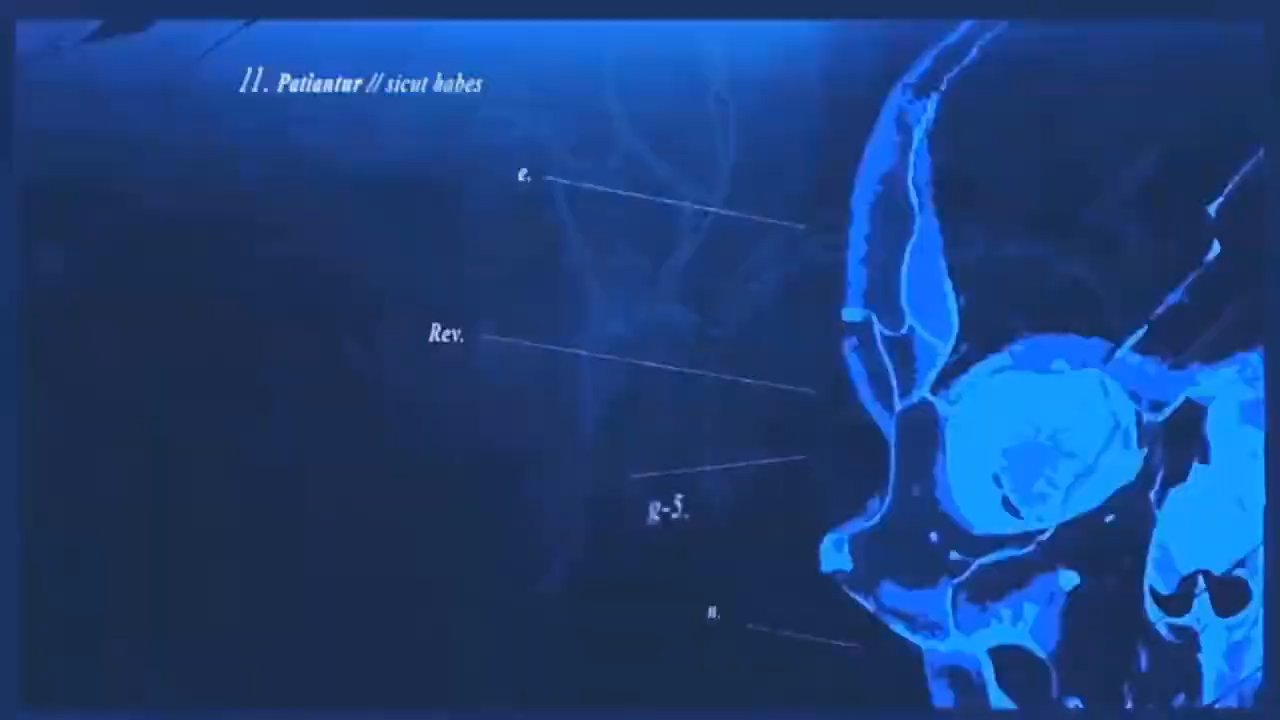 11. Patiantur // sicut habes
e.
Rev.
g-5.
n.